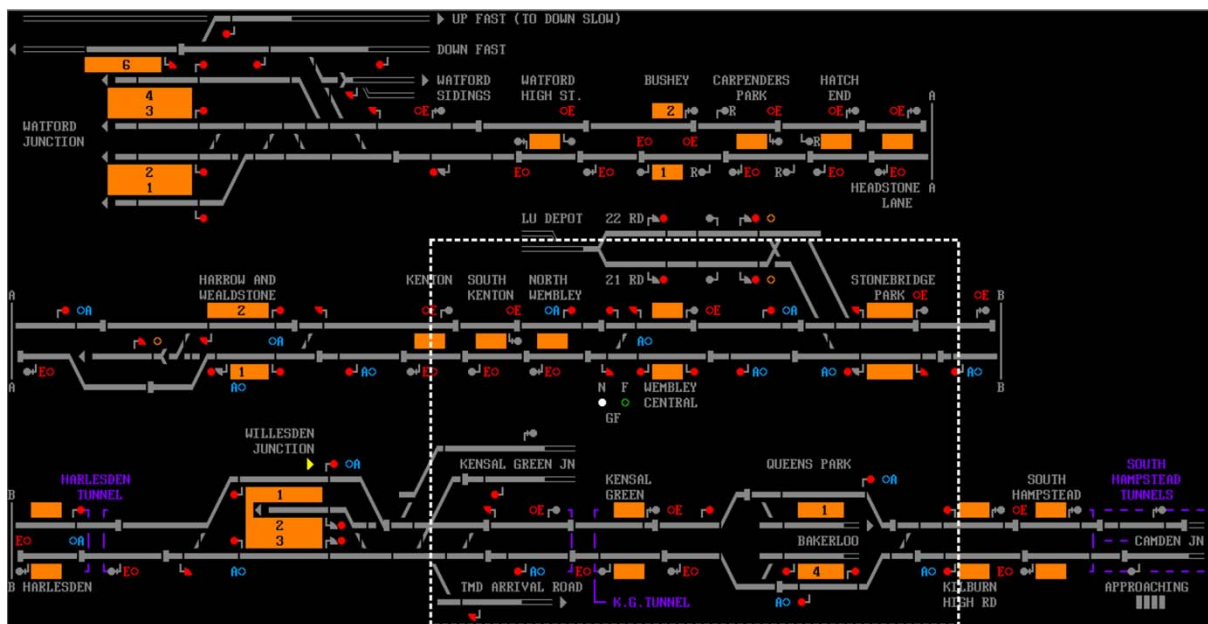 UP FAST (TO DOWN SLOW)
DOWN FAST
6
WATFORD
SIDINGS
WATFORD
HIGH ST.
BUSHEY
CARPENDERS
PARK
HATCH
END
4
3
2
A
E E E E E
R
WATFORD
JUNCTION
E E
R
2
1
E E
1
R E R E E
HEADSTONE
LANE
A
LU DEPOT
22 RD
21 RD
HARROW AND
WEALDSTONE
KENTON
SOUTH
KENTON
NORTH
WEMBLEY
STONEBRIDGE
PARK
A
A
2
E E A E A E E
B
A A
1
A
E A E E E A A A A
A
B
N F
WEMBLEY
CENTRAL
GF
WILLESDEN
JUNCTION
A
KENSAL GREEN JN
KENSAL
GREEN
QUEENS PARK
A
HARLESDEN
TUNNEL
SOUTH
HAMPSTEAD
SOUTH
HAMPSTEAD
TUNNELS
B
1
E E
1
E E
E A
2
3
BAKERLOO
CAMDEN JN
B HARLESDEN
E A A E
4
A A E
TMD ARRIVAL ROAD
K.G.TUNNEL
KILBURN
HIGH RD
APPROACHING